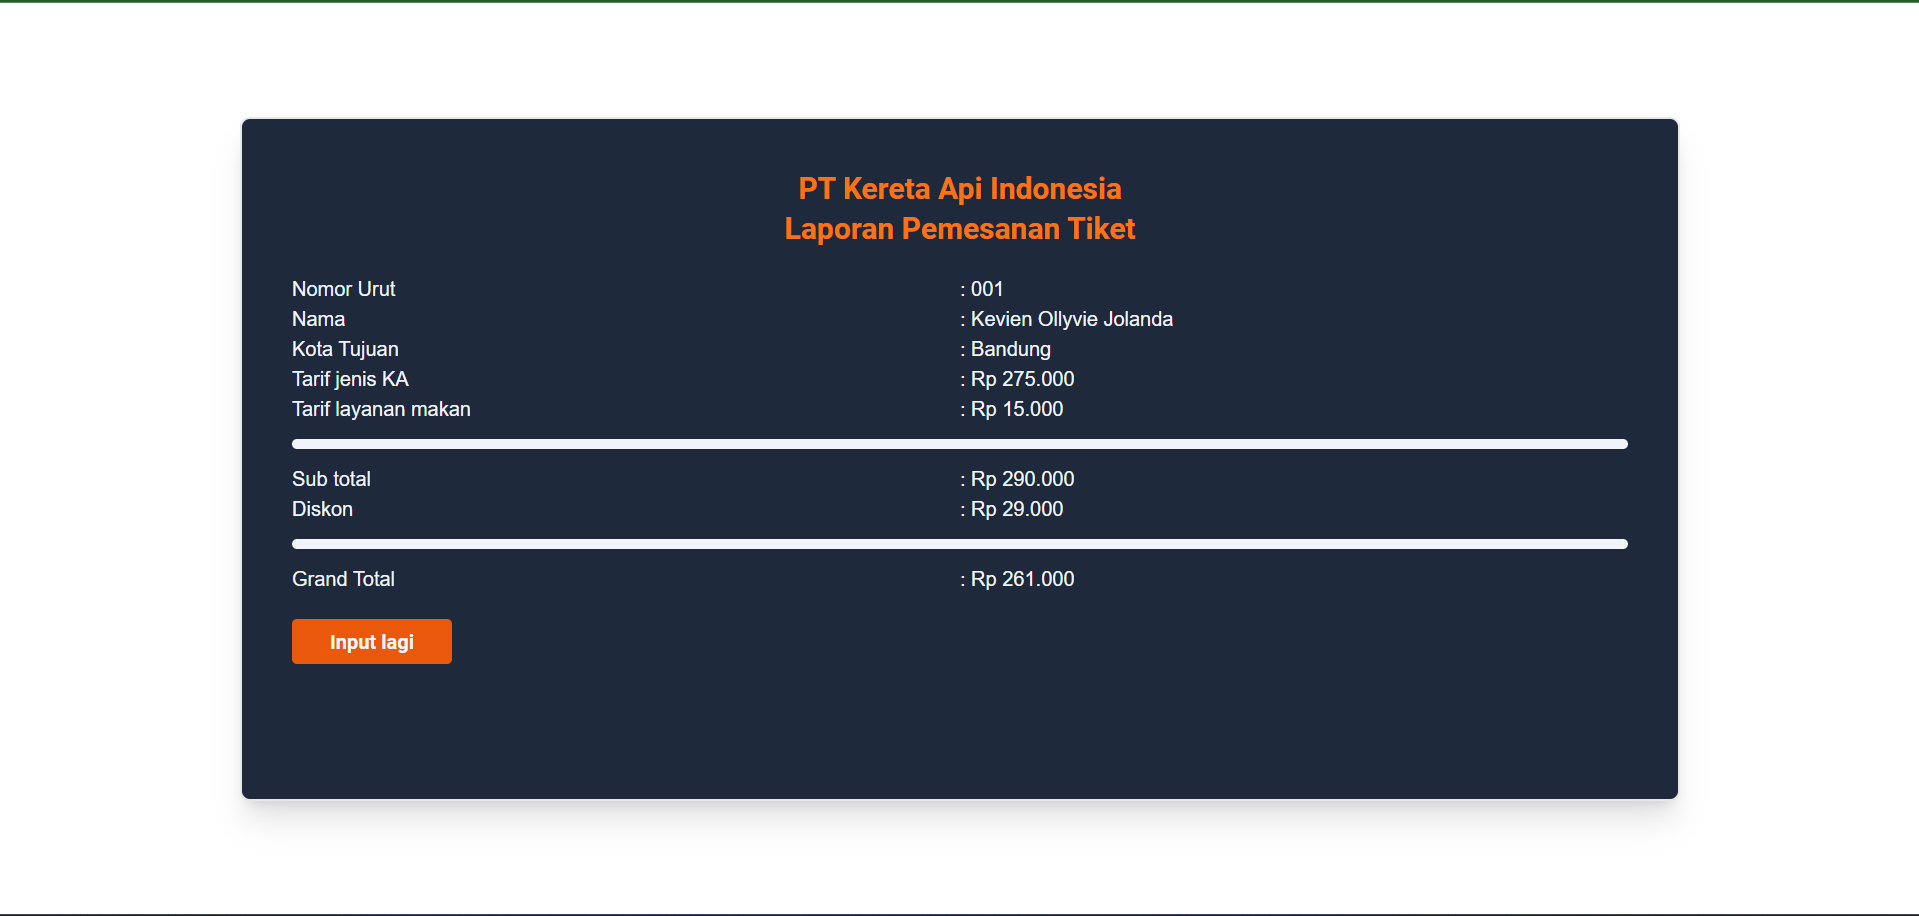 PT Kereta Api Indonesia
Laporan Pemesanan Tiket
Nomor Urut : 001
Nama : Kevien Ollyvie Jolanda
Kota Tujuan : Bandung
Tarif jenis KA : Rp 275.000
Tarif layanan makan : Rp 15.000
Sub total : Rp 290.000
Diskon : Rp 29.000
Grand Total : Rp 261.000
Input lagi